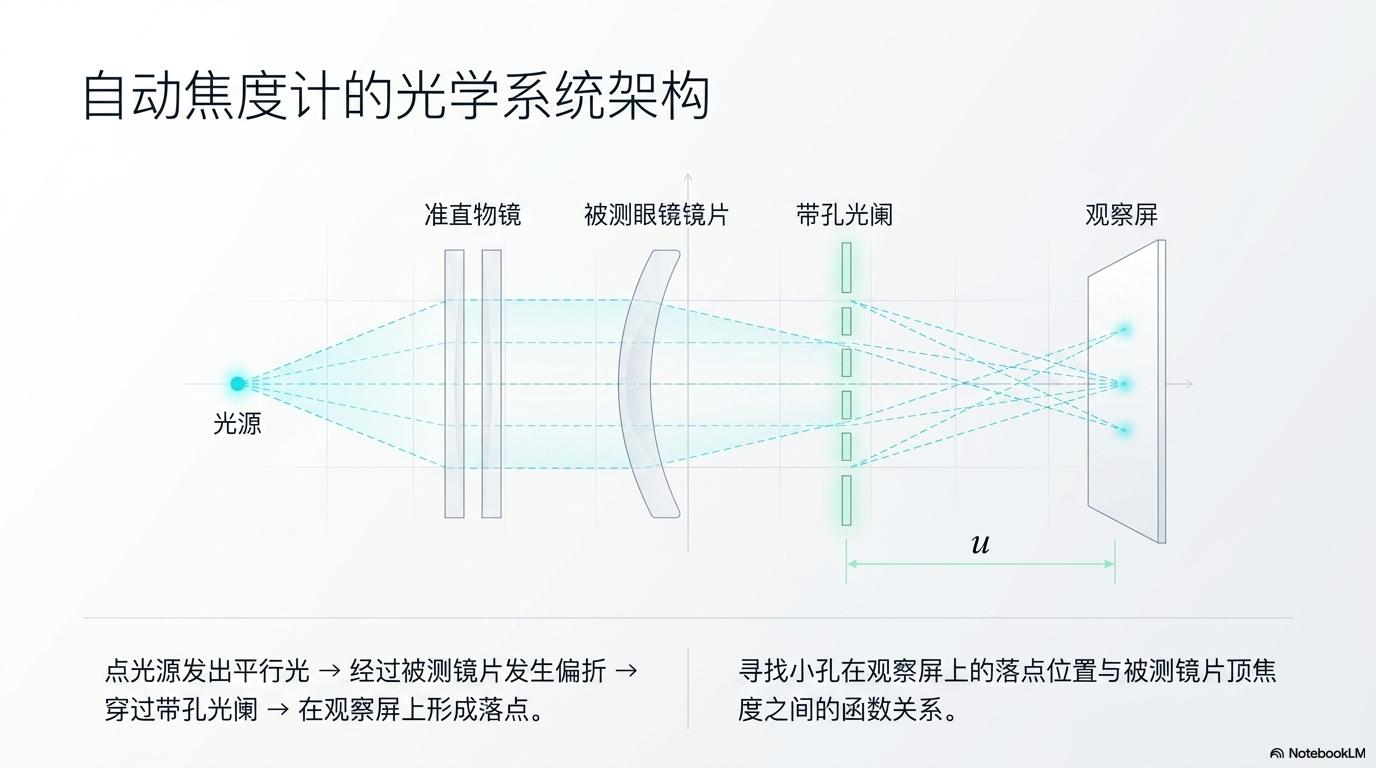 自动焦度计的光学系统架构
准直物镜
被测眼镜镜片
带孔光阑
观察屏
光源
u
点光源发出平行光 → 经过被测镜片发生偏折 →
穿过带孔光阑 → 在观察屏上形成落点。
寻找小孔在观察屏上的落点位置与被测镜片顶焦
度之间的函数关系。
NotebookLM